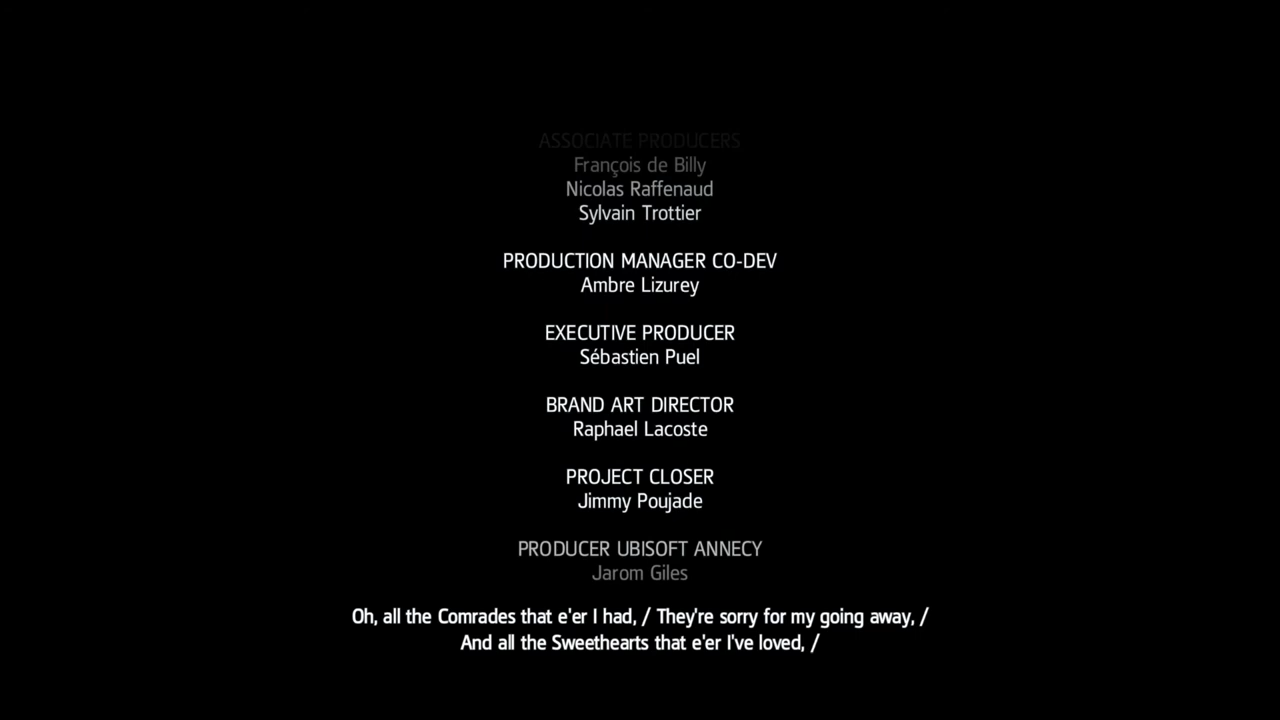 ASSOCIATE PRODUCERS
François de Billy
Nicolas Raffenaud
Sylvain Trottier
PRODUCTION MANAGER CO-DEV
Ambre Lizurey
EXECUTIVE PRODUCER
Sébastien Puel
BRAND ART DIRECTOR
Raphael Lacoste
PROJECT CLOSER
Jimmy Poujade
PRODUCER UBISOFT ANNECY
Jarom Giles
Oh, all the Comrades that e'er I had, / They're sorry for my going away, /
And all the Sweethearts that e'er I've loved, /